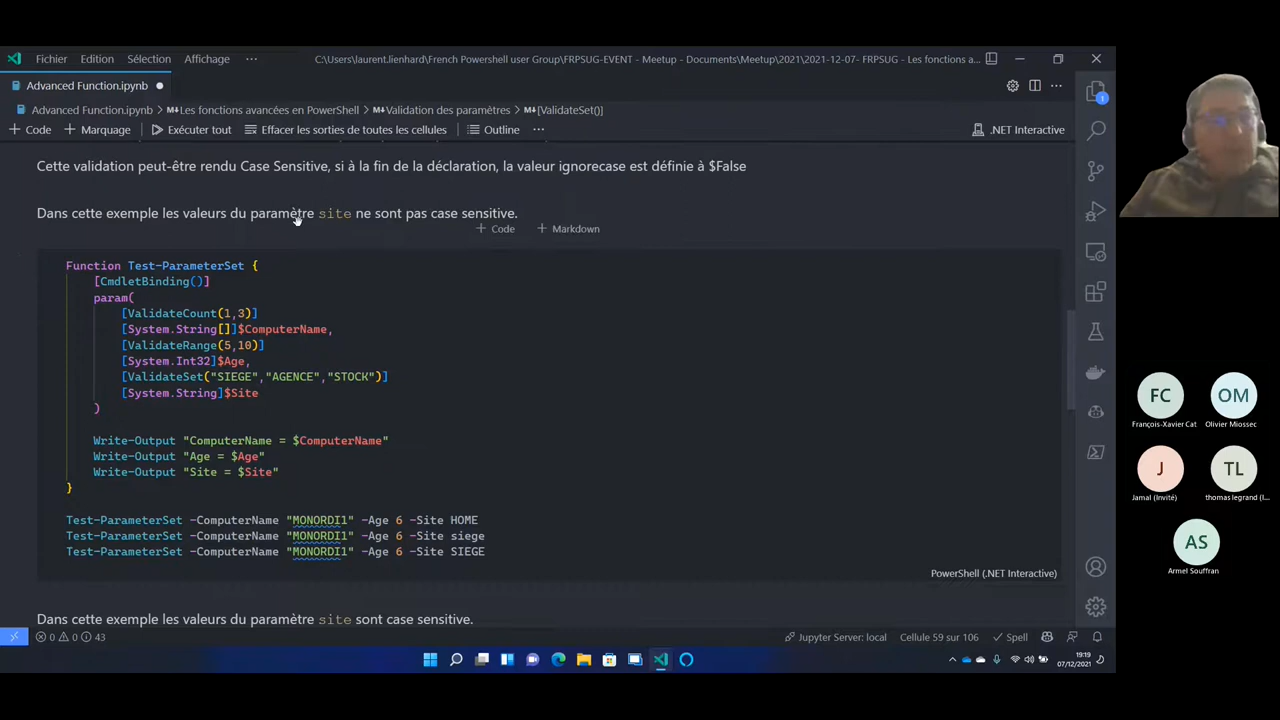 Fichier Edition Sélection Affichage ··· C:\Users\laurent.lienhard\French Powershell user Group\FRPSUG-EVENT - Meetup - Documents\Meetup\2021\2021-12-07- FRPSUG - Les fonctions a...
Advanced Function.ipynb
Advanced Function.ipynb > Les fonctions avancées en PowerShell > Validation des paramètres > [ValidateSet()]
+ Code + Marquage Exécuter tout Effacer les sorties de toutes les cellules Outline ··· .NET Interactive
Cette validation peut-être rendu Case Sensitive, si à la fin de la déclaration, la valeur ignorecase est définie à $False
Dans cette exemple les valeurs du paramètre site ne sont pas case sensitive.
+ Code + Markdown
Function Test-ParameterSet {
[CmdletBinding()]
param(
[ValidateCount(1,3)]
[System.String[]]$ComputerName,
[ValidateRange(5,10)]
[System.Int32]$Age,
[ValidateSet("SIEGE","AGENCE","STOCK")]
[System.String]$Site
)
Write-Output "ComputerName = $ComputerName"
Write-Output "Age = $Age"
Write-Output "Site = $Site"
}
Test-ParameterSet -ComputerName "MONORDI1" -Age 6 -Site HOME
Test-ParameterSet -ComputerName "MONORDI1" -Age 6 -Site siege
Test-ParameterSet -ComputerName "MONORDI1" -Age 6 -Site SIEGE
PowerShell (.NET Interactive)
Dans cette exemple les valeurs du paramètre site sont case sensitive.
0 0 43 Jupyter Server: local Cellule 59 sur 106 Spell
19:19
07/12/2021
1
FC OM
François-Xavier Cat Olivier Miossec
J TL
Jamal (Invité) thomas legrand (I...
AS
Armel Souffran